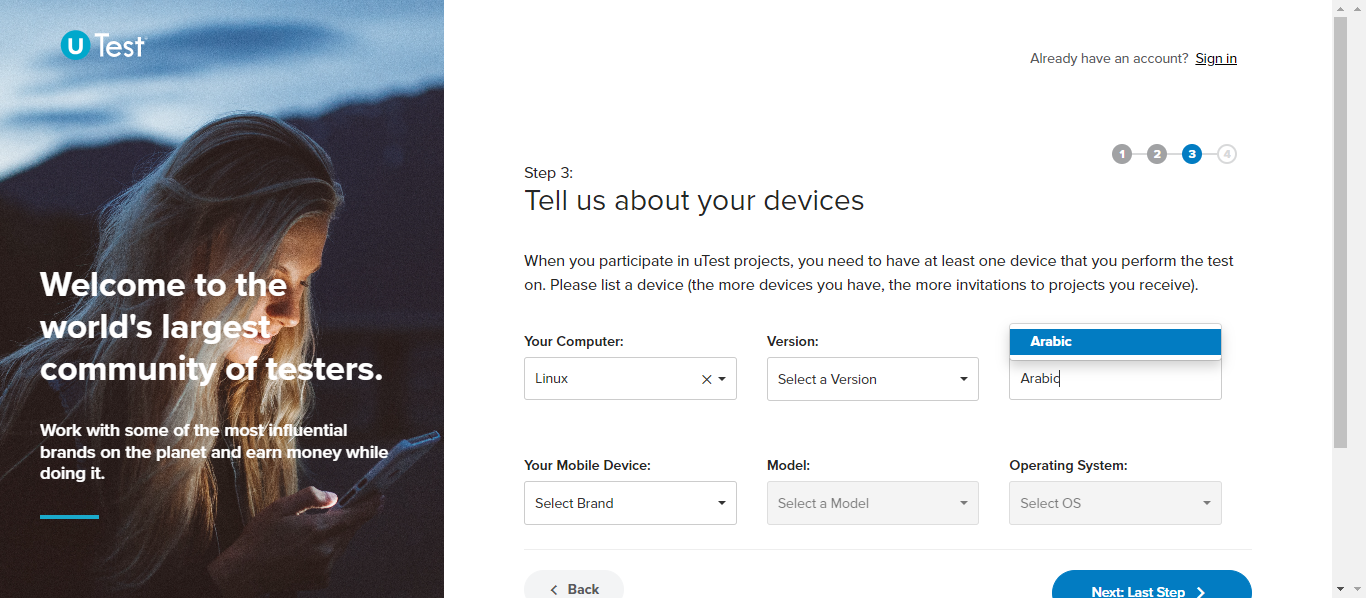 U Test
Already have an account? Sign in
1 2 3 4
Step 3:
Tell us about your devices
When you participate in uTest projects, you need to have at least one device that you perform the test
on. Please list a device (the more devices you have, the more invitations to projects you receive).
Welcome to the
world's largest
community of testers.
Work with some of the most influential
brands on the planet and earn money while
doing it.
Your Computer:
Linux
Version:
Select a Version
Arabic
Arabic
Your Mobile Device:
Select Brand
Model:
Select a Model
Operating System:
Select OS
Back
Next: Last Step